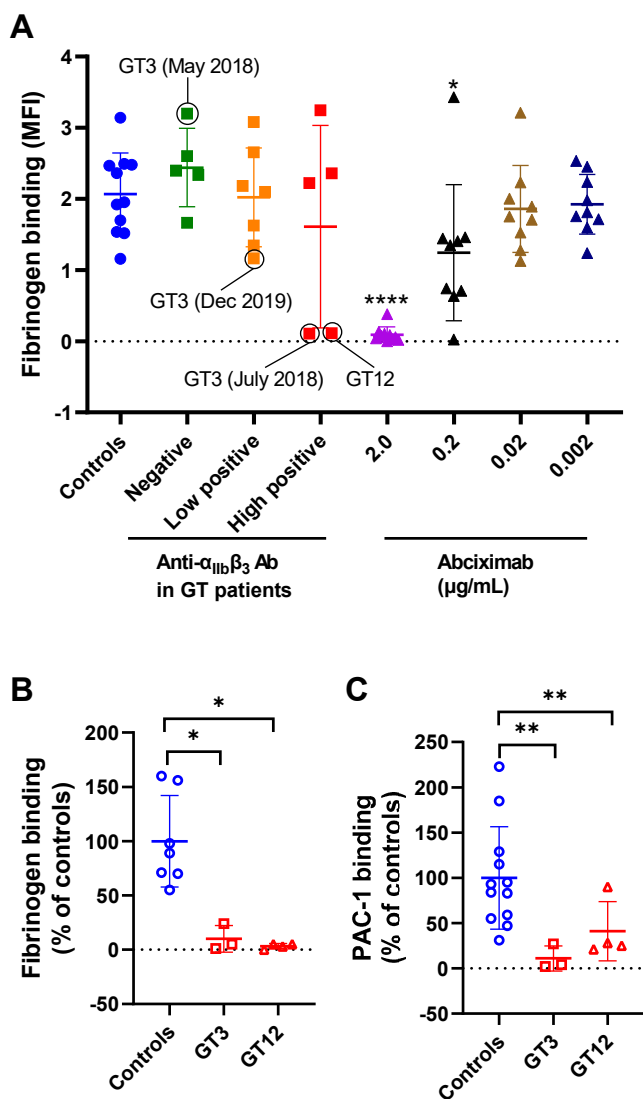 A
GT3 (May 2018)
*
Fibrinogen binding (MFI)
4
3
2
1
0
-1
GT3 (Dec 2019)
****
GT3 (July 2018)
GT12
Controls
Negative
Low positive
High positive
2.0
0.2
0.02
0.002
Anti-αIIbβ3 Ab
in GT patients
Abciximab
(µg/mL)
B
*
*
Fibrinogen binding
(% of controls)
200
150
100
50
0
-50
Controls
GT3
GT12
C
**
**
PAC-1 binding
(% of controls)
250
200
150
100
50
0
-50
Controls
GT3
GT12